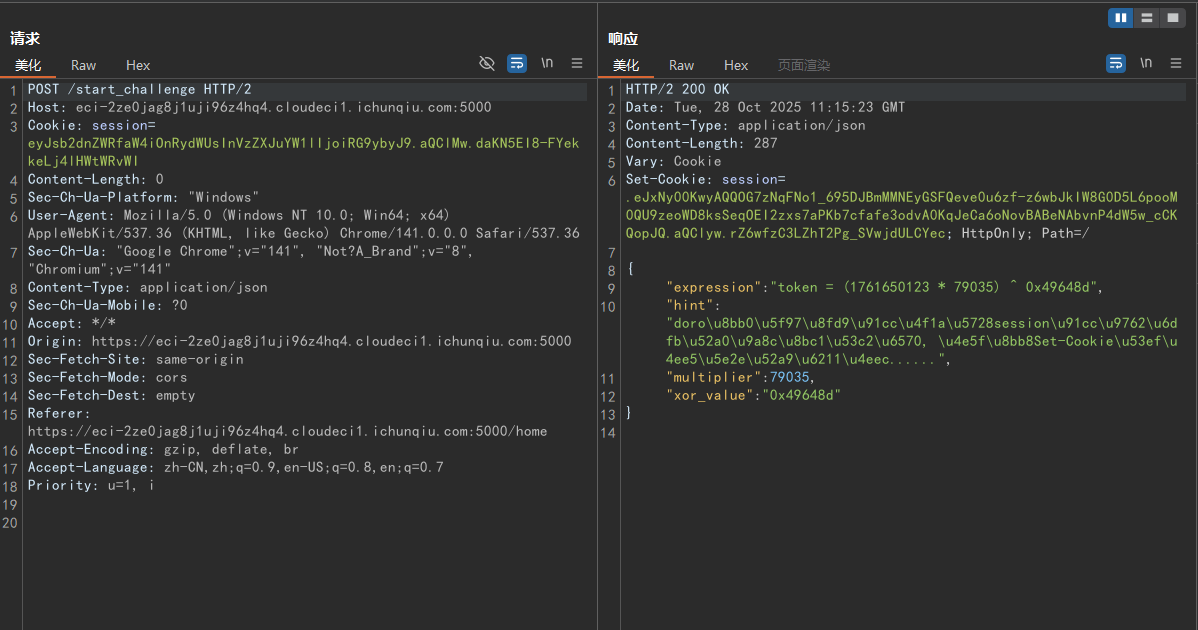 请求
美化 Raw Hex \n
1 POST /start_challenge HTTP/2
2 Host: eci-2ze0jag8j1uji96z4hq4.cloudeci1.ichunqiu.com:5000
3 Cookie: session=
eyJsb2dnZWRfaW4iOnRydWUsInVzZXJuYW1lIjoiRG9ybyJ9.aQClMw.daKN5El8-FYek
keLj4lHWtWRvWI
4 Content-Length: 0
5 Sec-Ch-Ua-Platform: "Windows"
6 User-Agent: Mozilla/5.0 (Windows NT 10.0; Win64; x64)
AppleWebKit/537.36 (KHTML, like Gecko) Chrome/141.0.0.0 Safari/537.36
7 Sec-Ch-Ua: "Google Chrome";v="141", "Not?A_Brand";v="8",
"Chromium";v="141"
8 Content-Type: application/json
9 Sec-Ch-Ua-Mobile: ?0
10 Accept: */*
11 Origin: https://eci-2ze0jag8j1uji96z4hq4.cloudeci1.ichunqiu.com:5000
12 Sec-Fetch-Site: same-origin
13 Sec-Fetch-Mode: cors
14 Sec-Fetch-Dest: empty
15 Referer:
https://eci-2ze0jag8j1uji96z4hq4.cloudeci1.ichunqiu.com:5000/home
16 Accept-Encoding: gzip, deflate, br
17 Accept-Language: zh-CN,zh;q=0.9,en-US;q=0.8,en;q=0.7
18 Priority: u=1, i
19
20
响应
美化 Raw Hex 页面渲染 \n
1 HTTP/2 200 OK
2 Date: Tue, 28 Oct 2025 11:15:23 GMT
3 Content-Type: application/json
4 Content-Length: 287
5 Vary: Cookie
6 Set-Cookie: session=
.eJxNyOOKwyAQQOG7zNqFNo1_695DJBmMMNEyGSFQeveOu6zf-z6wbJklW8GOD5L6pooM
OQU9zeoWD8ksSeqOEI2zxs7aPKb7cfafe3odvAOKqJeCa6oNovBABeNAbvnP4dW5w_cCK
QopJQ.aQClyw.rZ6wfzC3LZhT2Pg_SVwjdULCYec; HttpOnly; Path=/
7
8 {
9 "expression":"token = (1761650123 * 79035) ^ 0x49648d",
10 "hint":
"doro\u8bb0\u5f97\u8fd9\u91cc\u4f1a\u5728session\u91cc\u9762\u6d
fb\u52a0\u9a8c\u8bc1\u53c2\u6570, \u4e5f\u8bb8Set-Cookie\u53ef\u
4ee5\u5e2e\u52a9\u6211\u4eec......",
11 "multiplier":79035,
12 "xor_value":"0x49648d"
13 }
14